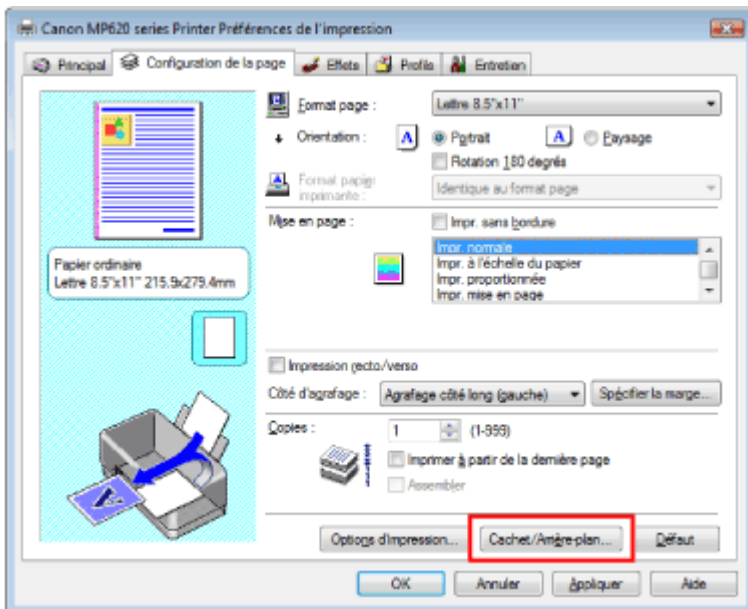 Canon MP620 series Printer Préférences de l'impression
Principal Configuration de la page Effets Profils Entretien
Format page : Lettre 8.5"x11"
Orientation : A Portrait A Paysage
Rotation 180 degrés
Format papier imprimante : Identique au format page
Mise en page : Impr. sans bordure
Impr. normale
Impr. à l'échelle du papier
Impr. proportionnée
Impr. mise en page
Papier ordinaire
Lettre 8.5"x11" 215.9x279.4mm
Impression recto/verso
Côté d'agrafage : Agrafage côté long (gauche) Spécifier la marge...
Copies : 1 (1-999)
Imprimer à partir de la dernière page
Assembler
Options d'impression... Cachet/Arrière-plan... Défaut
OK Annuler Appliquer Aide